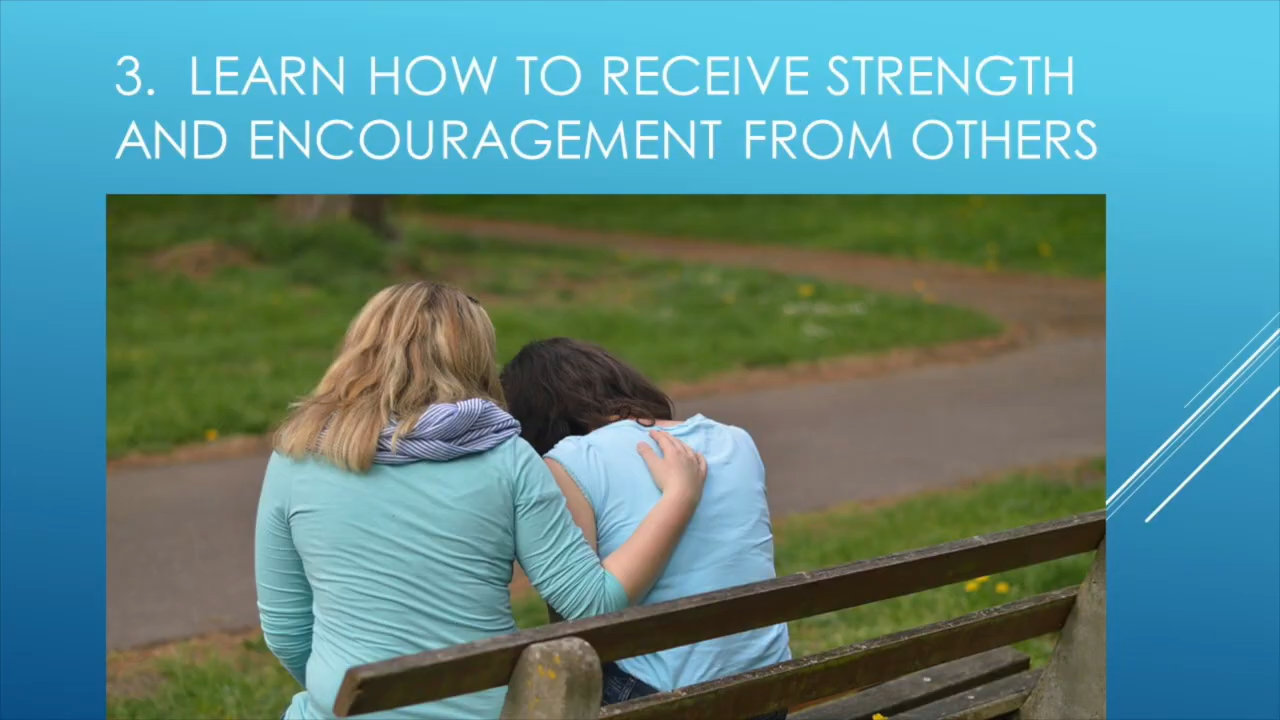 3.  LEARN HOW TO RECEIVE STRENGTH
AND ENCOURAGEMENT FROM OTHERS